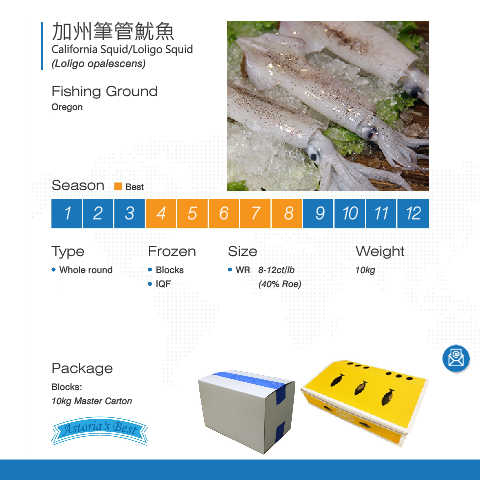 加州筆管魷魚
California Squid/Loligo Squid
(Loligo opalescens)
Fishing Ground
Oregon
Season Best
1 2 3 4 5 6 7 8 9 10 11 12
Type Frozen Size Weight
Whole round Blocks WR 8-12ct/lb 10kg
IQF (40% Roe)
Package
Blocks:
10kg Master Carton
Astoria's Best